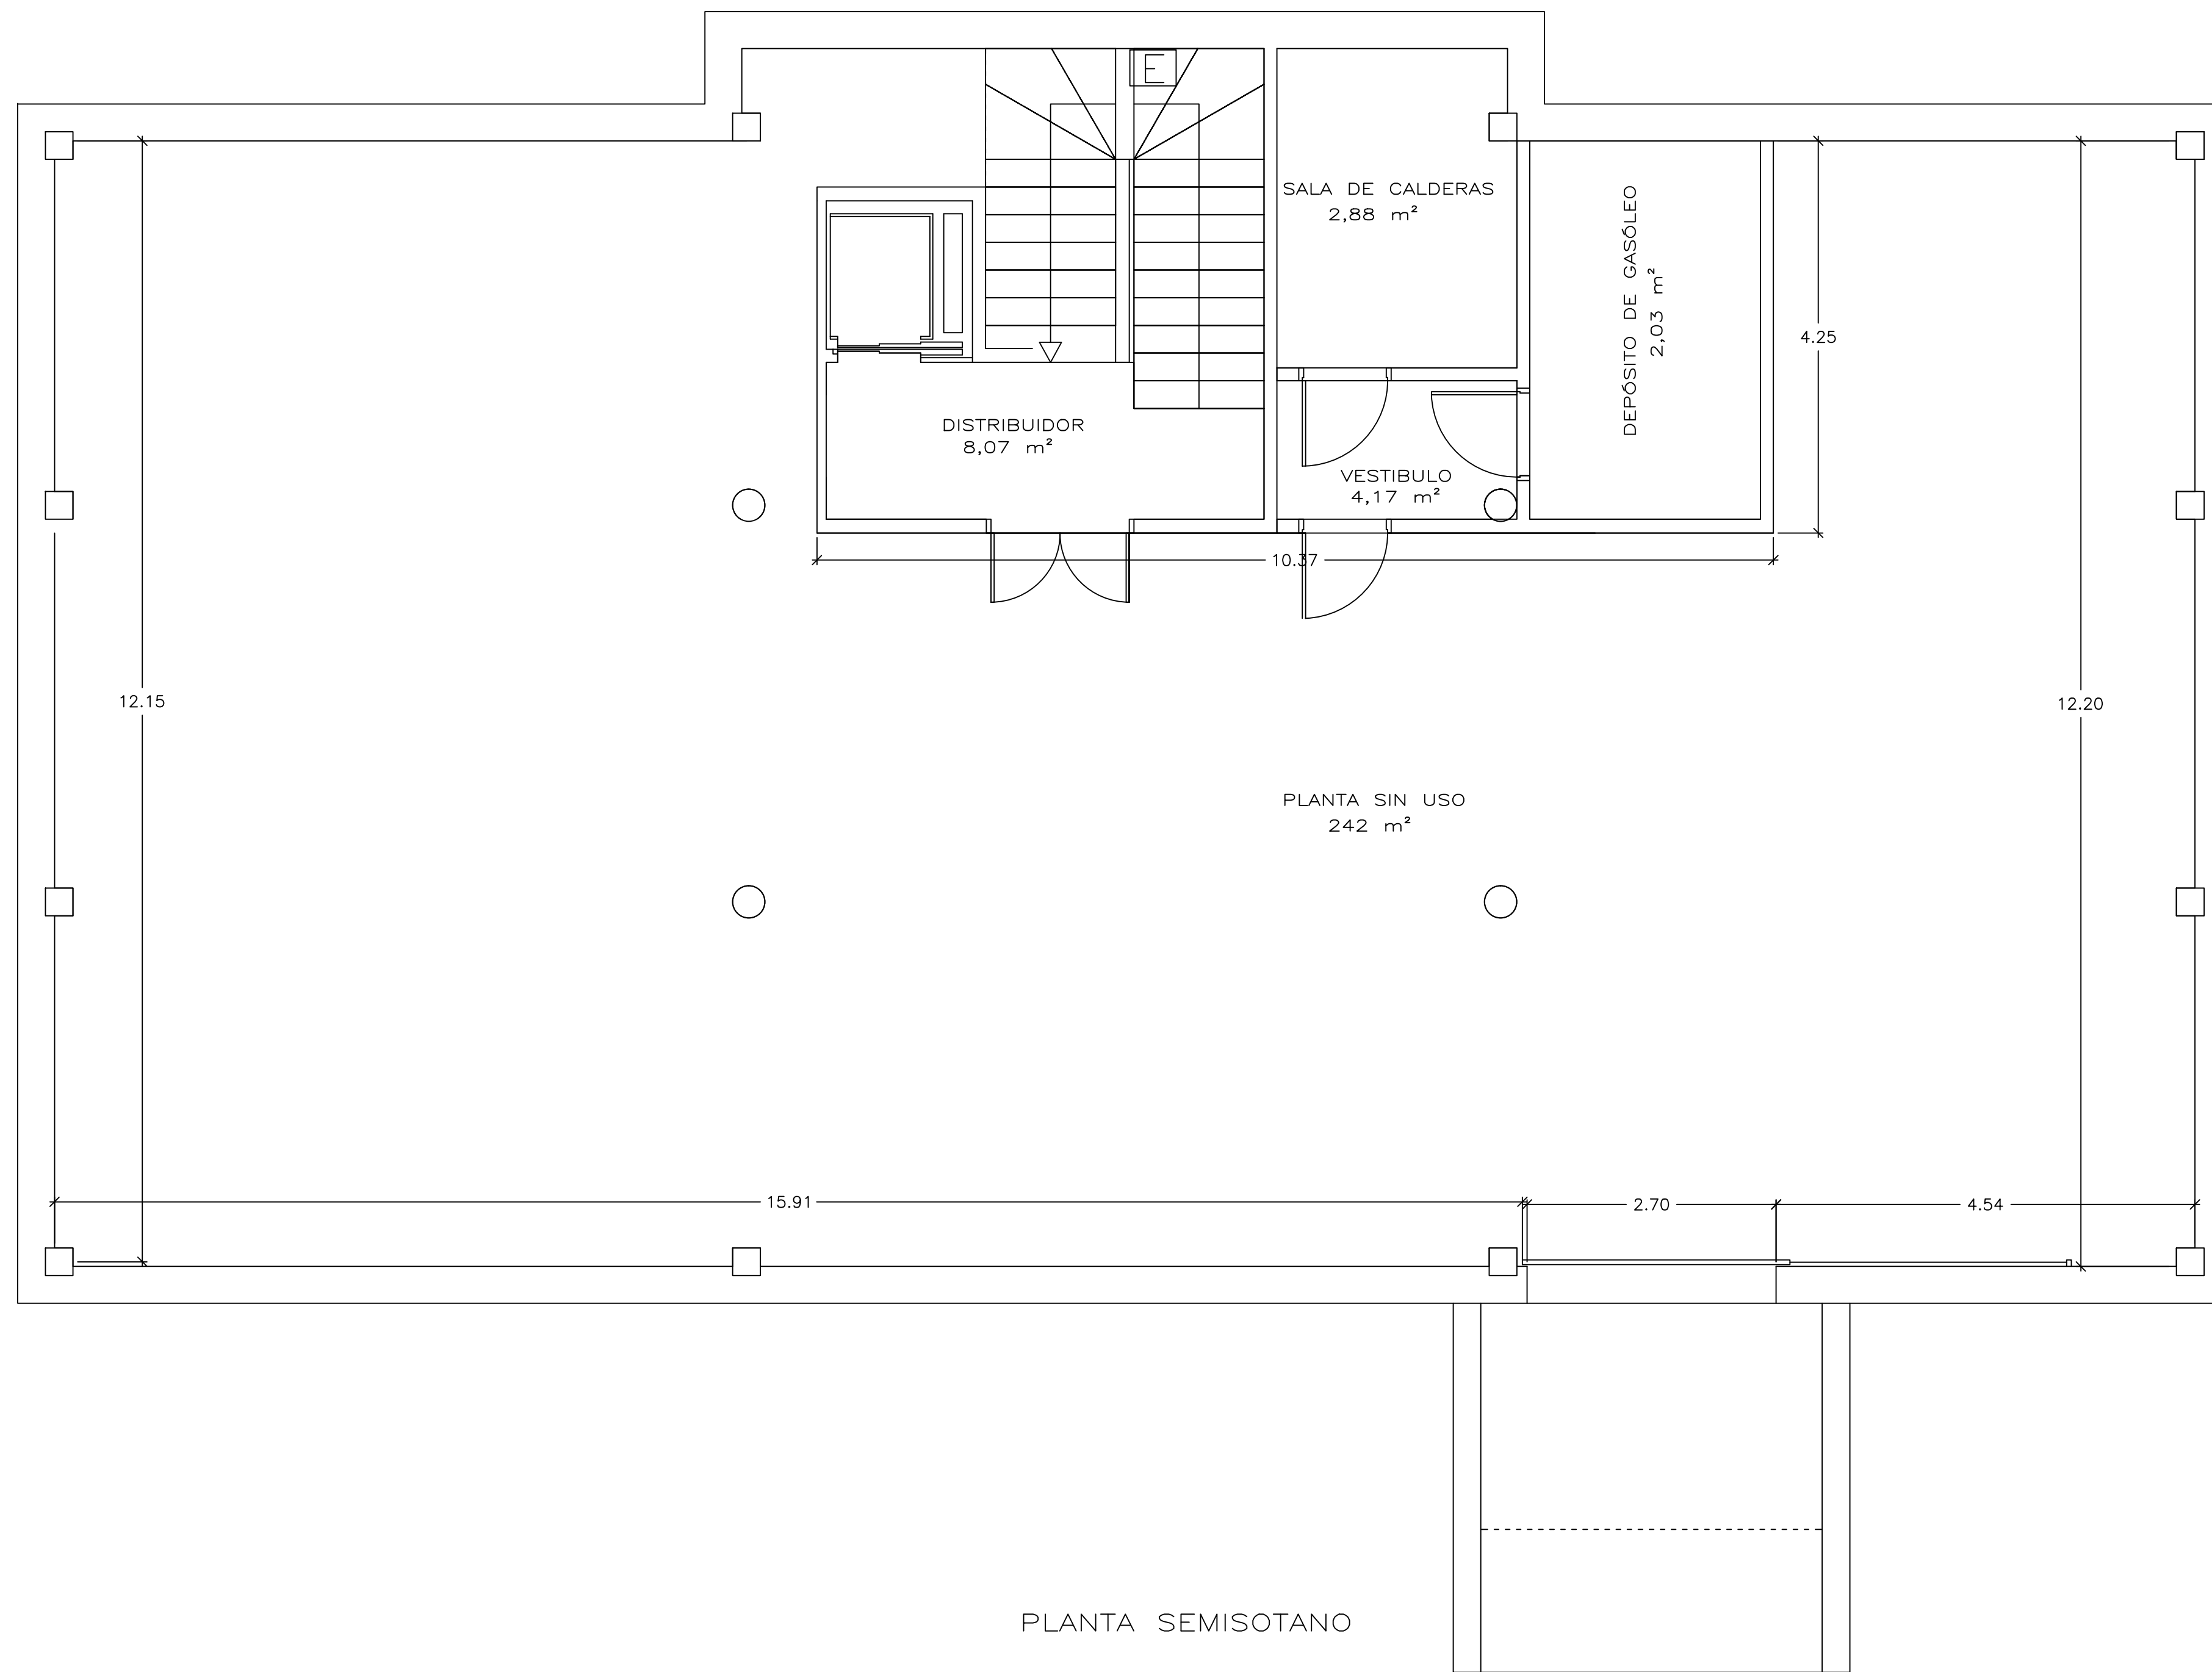 E
SALA DE CALDERAS
2,88 m²
DEPÓSITO DE GASÓLEO
2,03 m²
4.25
DISTRIBUIDOR
8,07 m²
VESTIBULO
4,17 m²
10.37
12.15
12.20
PLANTA SIN USO
242 m²
15.91
2.70
4.54
PLANTA SEMISOTANO